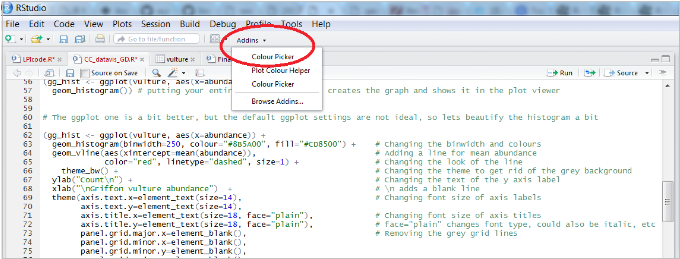 RStudio
File Edit Code View Plots Session Build Debug Profile Tools Help
Go to file/function Addins
LPIcode.R* CC_datavis_GD.R* vulture Fina
Colour Picker
Plot Colour Helper
Colour Picker
Browse Addins...
Source on Save Run Source
56 (gg_hist <- ggplot(vulture, aes(x=abundance
57 geom_histogram()) # putting your entir creates the graph and shows it in the plot viewer
58
59
60 # The ggplot one is a bit better, but the default ggplot settings are not ideal, so lets beautify the histogram a bit
61
62 (gg_hist <- ggplot(vulture, aes(x=abundance)) +
63 geom_histogram(binwidth=250, colour="#8B5A00", fill="#CD8500") + # Changing the binwidth and colours
64 geom_vline(aes(xintercept=mean(abundance)), # Adding a line for mean abundance
65 color="red", linetype="dashed", size=1) + # Changing the look of the line
66 theme_bw() + # Changing the theme to get rid of the grey background
67 ylab("Count\n") + # Changing the text of the y axis label
68 xlab("\nGriffon vulture abundance") + # \n adds a blank line
69 theme(axis.text.x=element_text(size=14), # Changing font size of axis labels
70 axis.text.y=element_text(size=14),
71 axis.title.x=element_text(size=18, face="plain"), # Changing font size of axis titles
72 axis.title.y=element_text(size=18, face="plain"), # face="plain" changes font type, could also be italic, etc
73 panel.grid.major.x=element_blank(), # Removing the grey grid lines
74 panel.grid.minor.x=element_blank(),
75 panel.grid.minor.y=element_blank(),